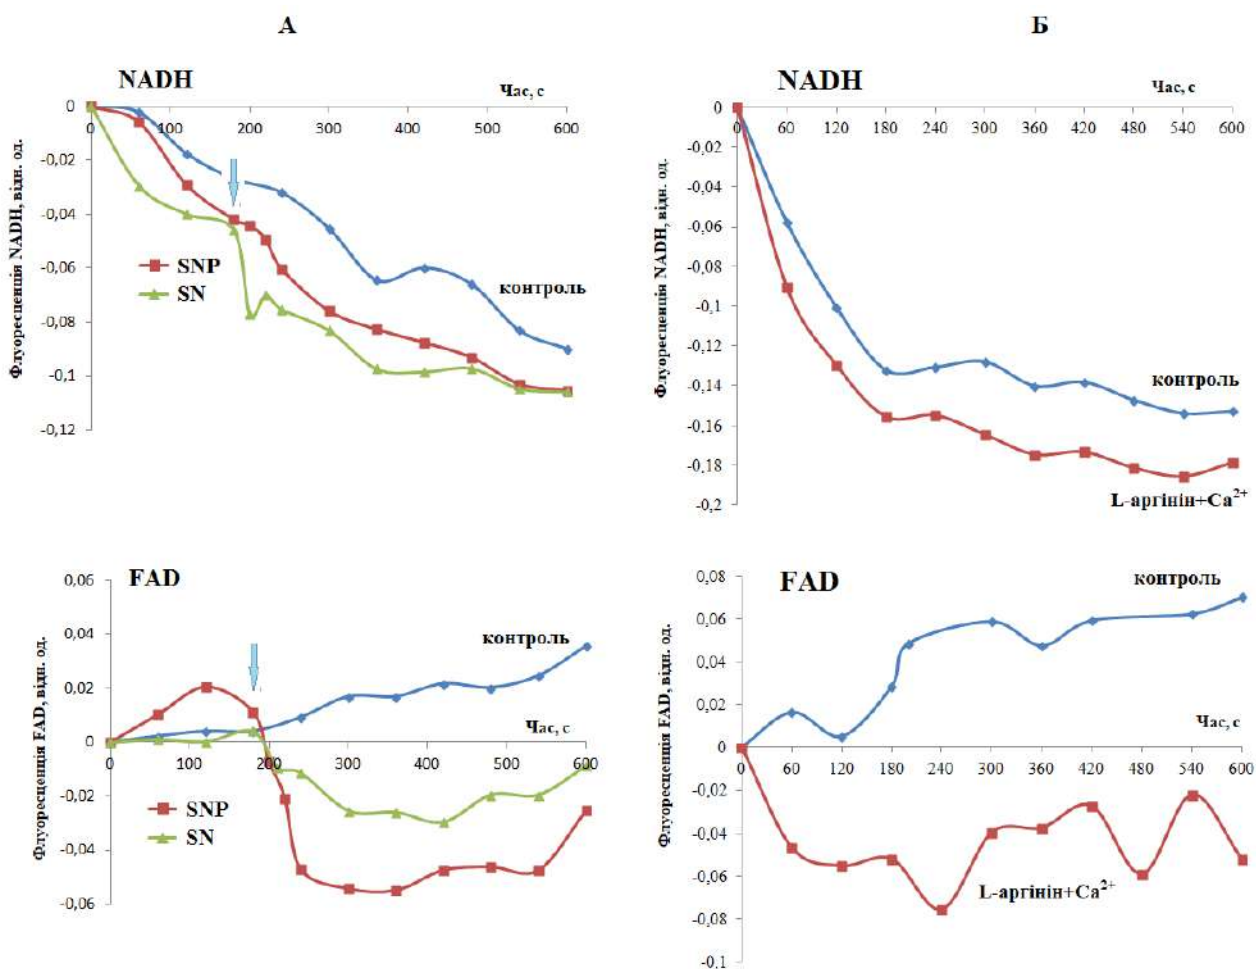 А
Б
NADH
Час, с
0
0 100 200 300 400 500 600
-0,02
-0,04
-0,06
-0,08
-0,1
-0,12
Флуоресценція NADH, відн. од.
SNP
SN
контроль
NADH
Час, с
0
0 60 120 180 240 300 360 420 480 540 600
-0,02
-0,04
-0,06
-0,08
-0,1
-0,12
-0,14
-0,16
-0,18
-0,2
Флуоресценція NADH, відн. од.
контроль
L-аргінін+Ca²⁺
FAD
0,06
0,04
0,02
0
-0,02
-0,04
-0,06
Флуоресценція FAD, відн. од.
контроль
Час, с
0 100 200 300 400 500 600
SNP
SN
FAD
0,08
0,06
0,04
0,02
0
-0,02
-0,04
-0,06
-0,08
-0,1
Флуоресценція FAD, відн. од.
контроль
Час, с
0 60 120 180 240 300 360 420 480 540 600
L-аргінін+Ca²⁺